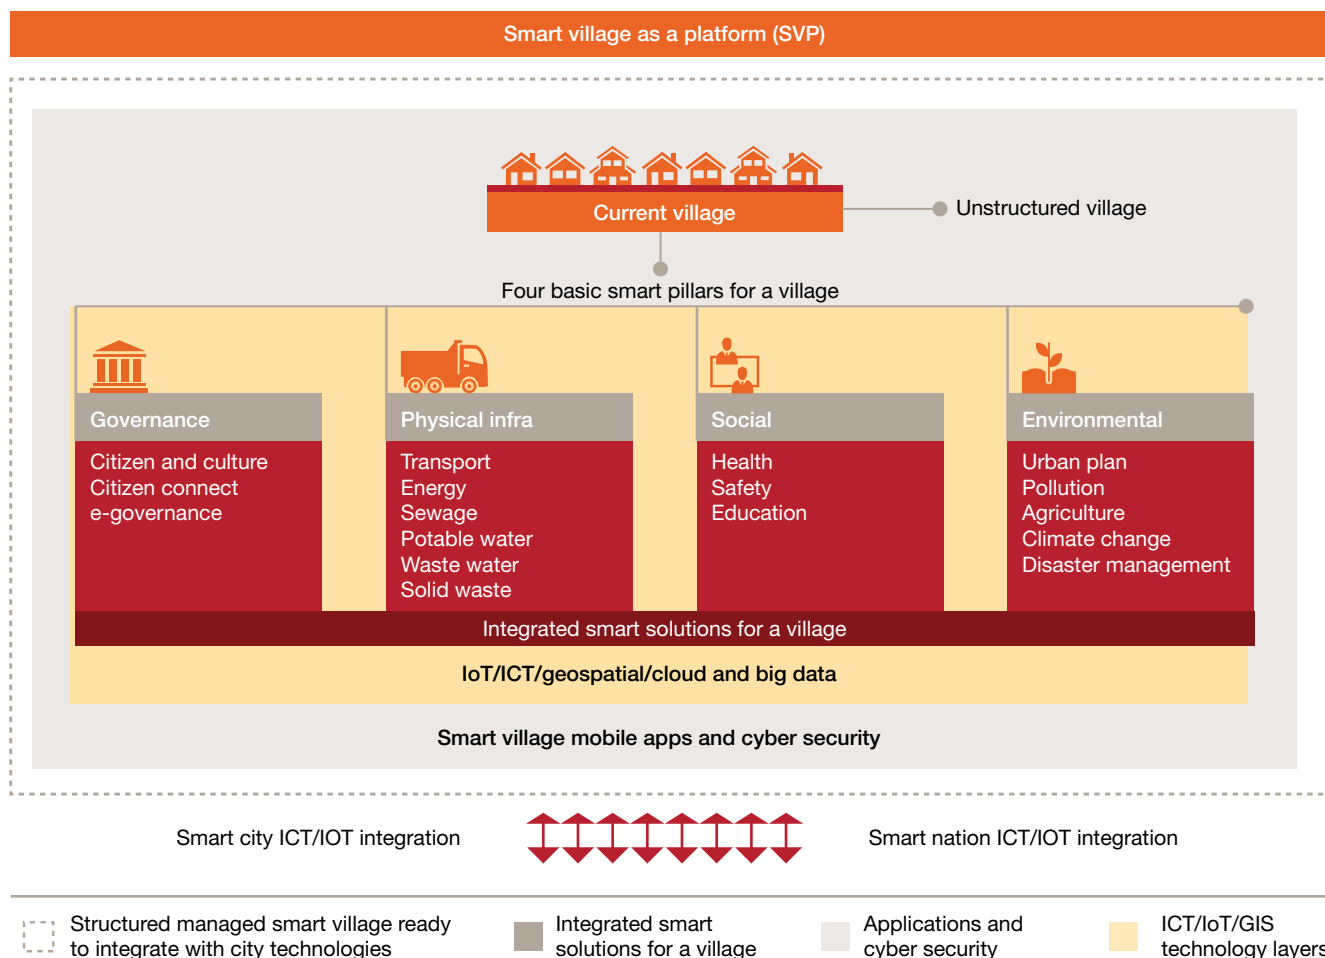 Smart village as a platform (SVP)
Current village
Unstructured village
Four basic smart pillars for a village
Governance
Citizen and culture
Citizen connect
e-governance
Physical infra
Transport
Energy
Sewage
Potable water
Waste water
Solid waste
Social
Health
Safety
Education
Environmental
Urban plan
Pollution
Agriculture
Climate change
Disaster management
Integrated smart solutions for a village
IoT/ICT/geospatial/cloud and big data
Smart village mobile apps and cyber security
Smart city ICT/IOT integration
Smart nation ICT/IOT integration
Structured managed smart village ready
to integrate with city technologies
Integrated smart
solutions for a village
Applications and
cyber security
ICT/IoT/GIS
technology layers